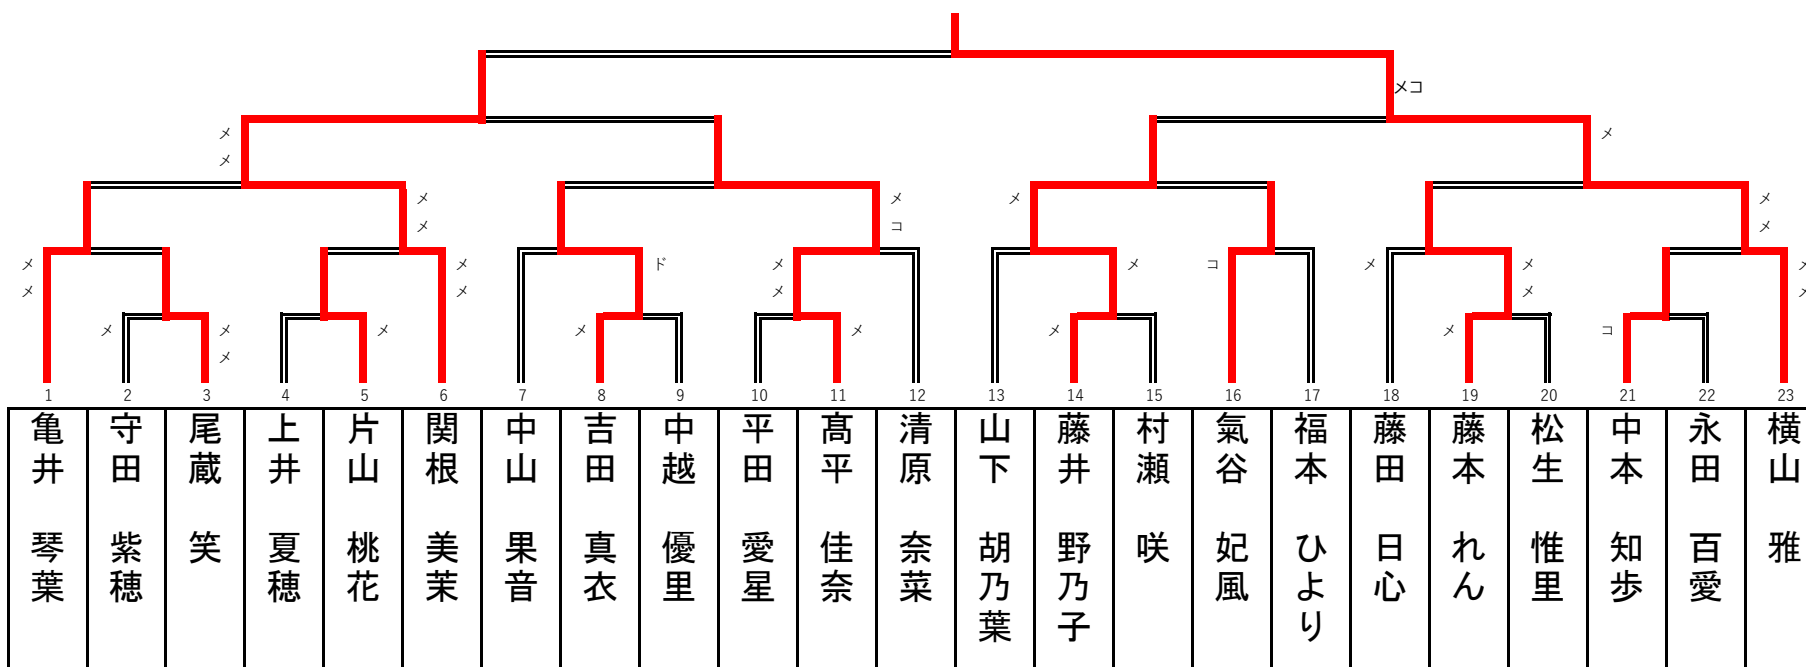 メコ
メ
メ
メ
メ
メ
メ
コ
メ
メ
メ
メ
メ
メ
メ
ド
メ
メ
メ
コ
メ
メ
メ
メ
メ
メ
メ
メ
メ
メ
メ
メ
メ
コ
1 2 3 4 5 6 7 8 9 10 11 12 13 14 15 16 17 18 19 20 21 22 23
亀井 琴葉
守田 紫穂
尾蔵 笑
上井 夏穂
片山 桃花
関根 美茉
中山 果音
吉田 真衣
中越 優里
平田 愛星
髙平 佳奈
清原 奈菜
山下 胡乃葉
藤井 野乃子
村瀬 咲
氣谷 妃風
福本 ひより
藤田 日心
藤本 れん
松生 惟里
中本 知歩
永田 百愛
横山 雅